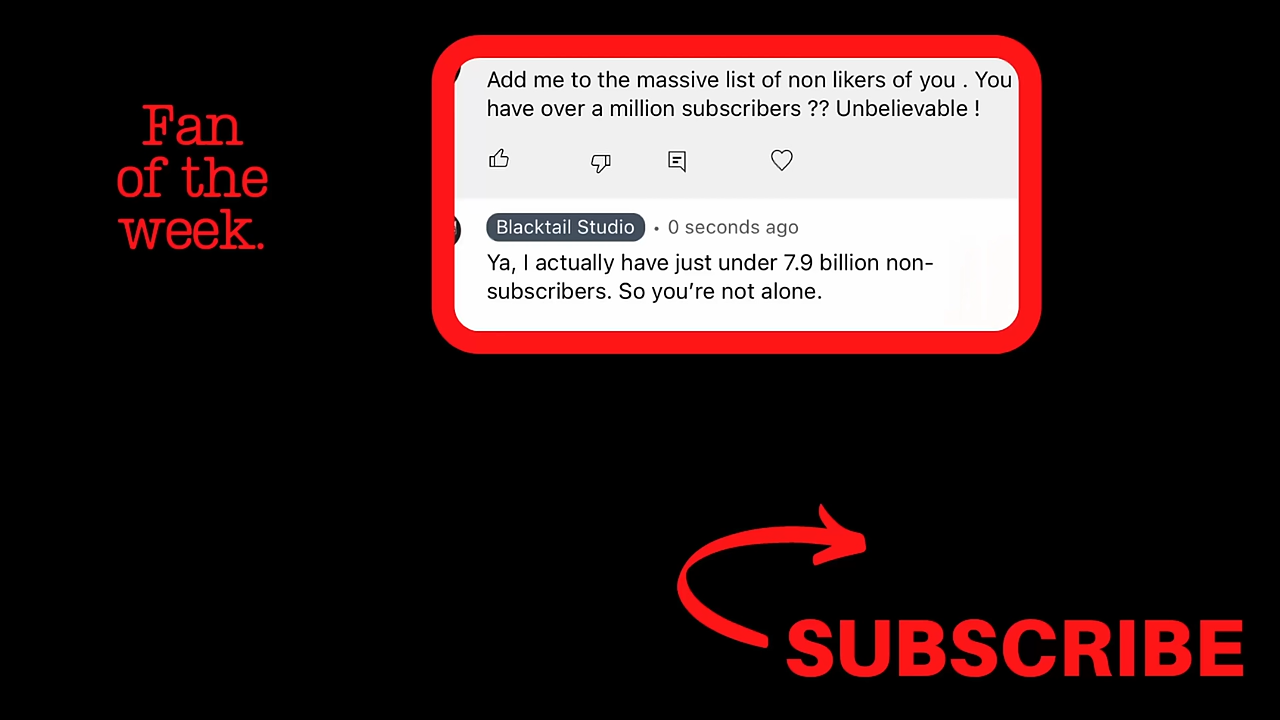 Fan
of the
week.
Add me to the massive list of non likers of you . You
have over a million subscribers ?? Unbelievable !
Blacktail Studio • 0 seconds ago
Ya, I actually have just under 7.9 billion non-
subscribers. So you’re not alone.
SUBSCRIBE